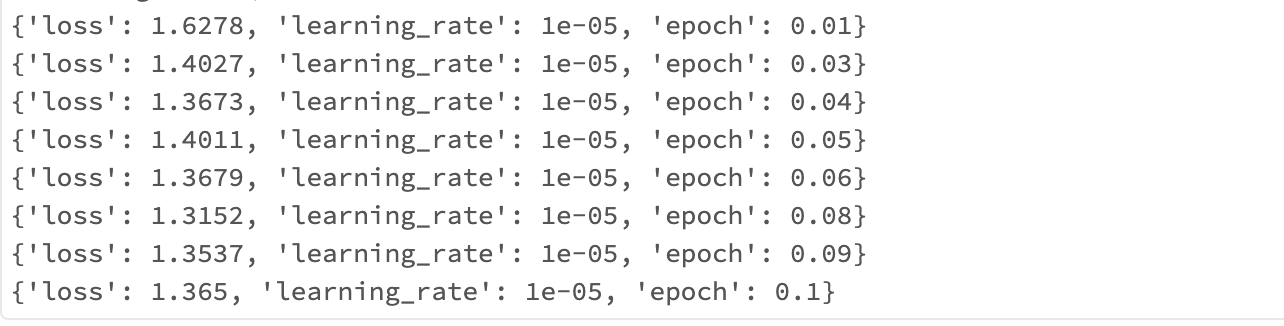 {'loss': 1.6278, 'learning_rate': 1e-05, 'epoch': 0.01}
{'loss': 1.4027, 'learning_rate': 1e-05, 'epoch': 0.03}
{'loss': 1.3673, 'learning_rate': 1e-05, 'epoch': 0.04}
{'loss': 1.4011, 'learning_rate': 1e-05, 'epoch': 0.05}
{'loss': 1.3679, 'learning_rate': 1e-05, 'epoch': 0.06}
{'loss': 1.3152, 'learning_rate': 1e-05, 'epoch': 0.08}
{'loss': 1.3537, 'learning_rate': 1e-05, 'epoch': 0.09}
{'loss': 1.365, 'learning_rate': 1e-05, 'epoch': 0.1}